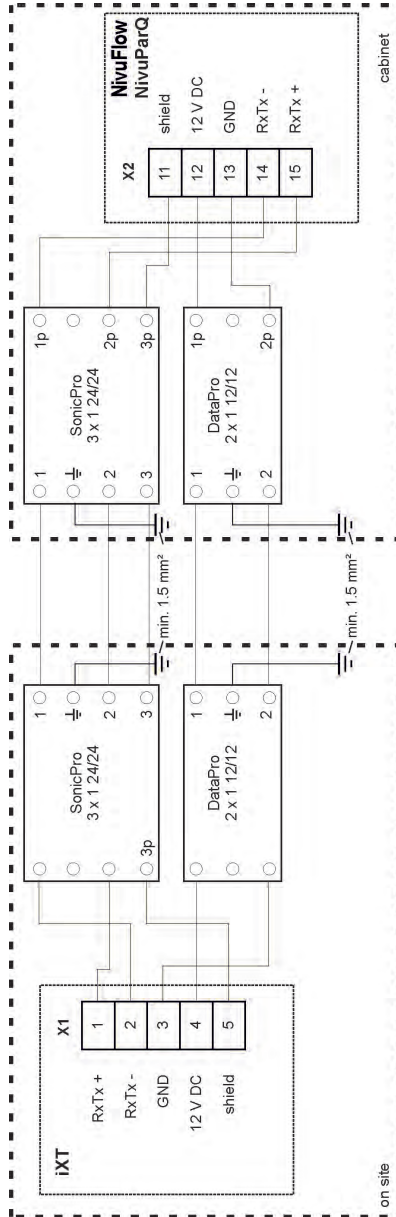 iXT
X1
RxTx +
1
RxTx -
2
GND
3
12 V DC
4
shield
5
on site
SonicPro
3 x 1 24/24
3p
1
2
3
DataPro
2 x 1 12/12
1
2
min. 1.5 mm²
min. 1.5 mm²
SonicPro
3 x 1 24/24
1
2
3
1p
2p
3p
DataPro
2 x 1 12/12
1
2
1p
2p
NivuFlow
NivuParQ
X2
11
shield
12
12 V DC
13
GND
14
RxTx -
15
RxTx +
cabinet